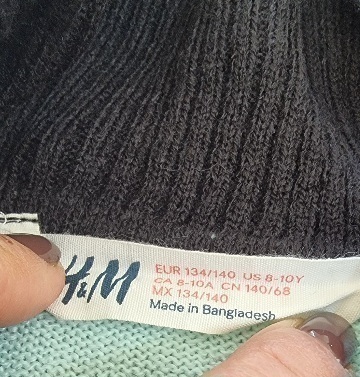 H&M
EUR 134/140 US 8-10Y
CA 8-10A CN 140/68
MX 134/140
Made in Bangladesh